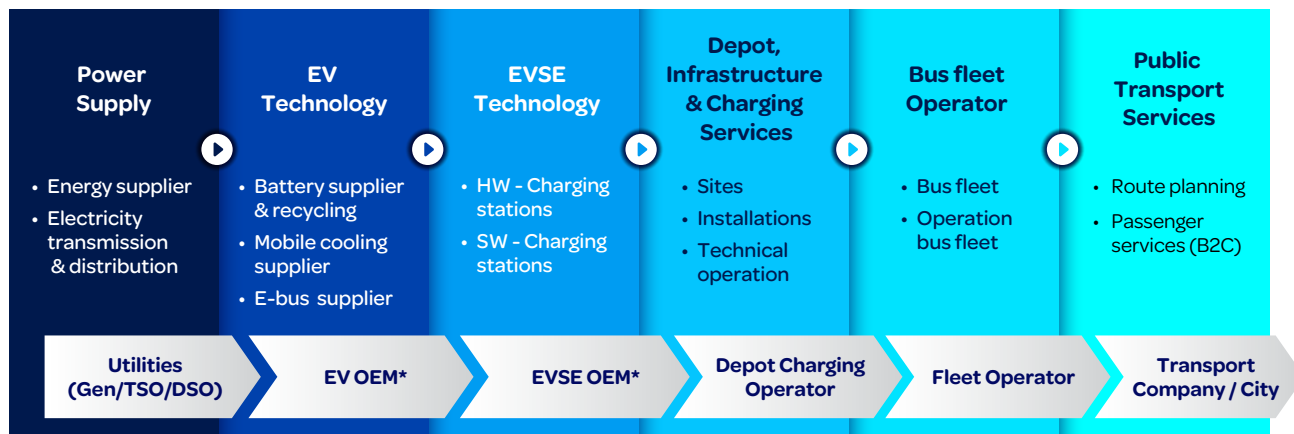 Power
Supply
• Energy supplier
• Electricity
transmission
& distribution
EV
Technology
• Battery supplier
& recycling
• Mobile cooling
supplier
• E-bus supplier
EVSE
Technology
• HW - Charging
stations
• SW - Charging
stations
Depot,
Infrastructure
& Charging
Services
• Sites
• Installations
• Technical
operation
Bus fleet
Operator
• Bus fleet
• Operation
bus fleet
Public
Transport
Services
• Route planning
• Passenger
services (B2C)
Utilities
(Gen/TSO/DSO)
EV OEM*
EVSE OEM*
Depot Charging
Operator
Fleet Operator
Transport
Company / City